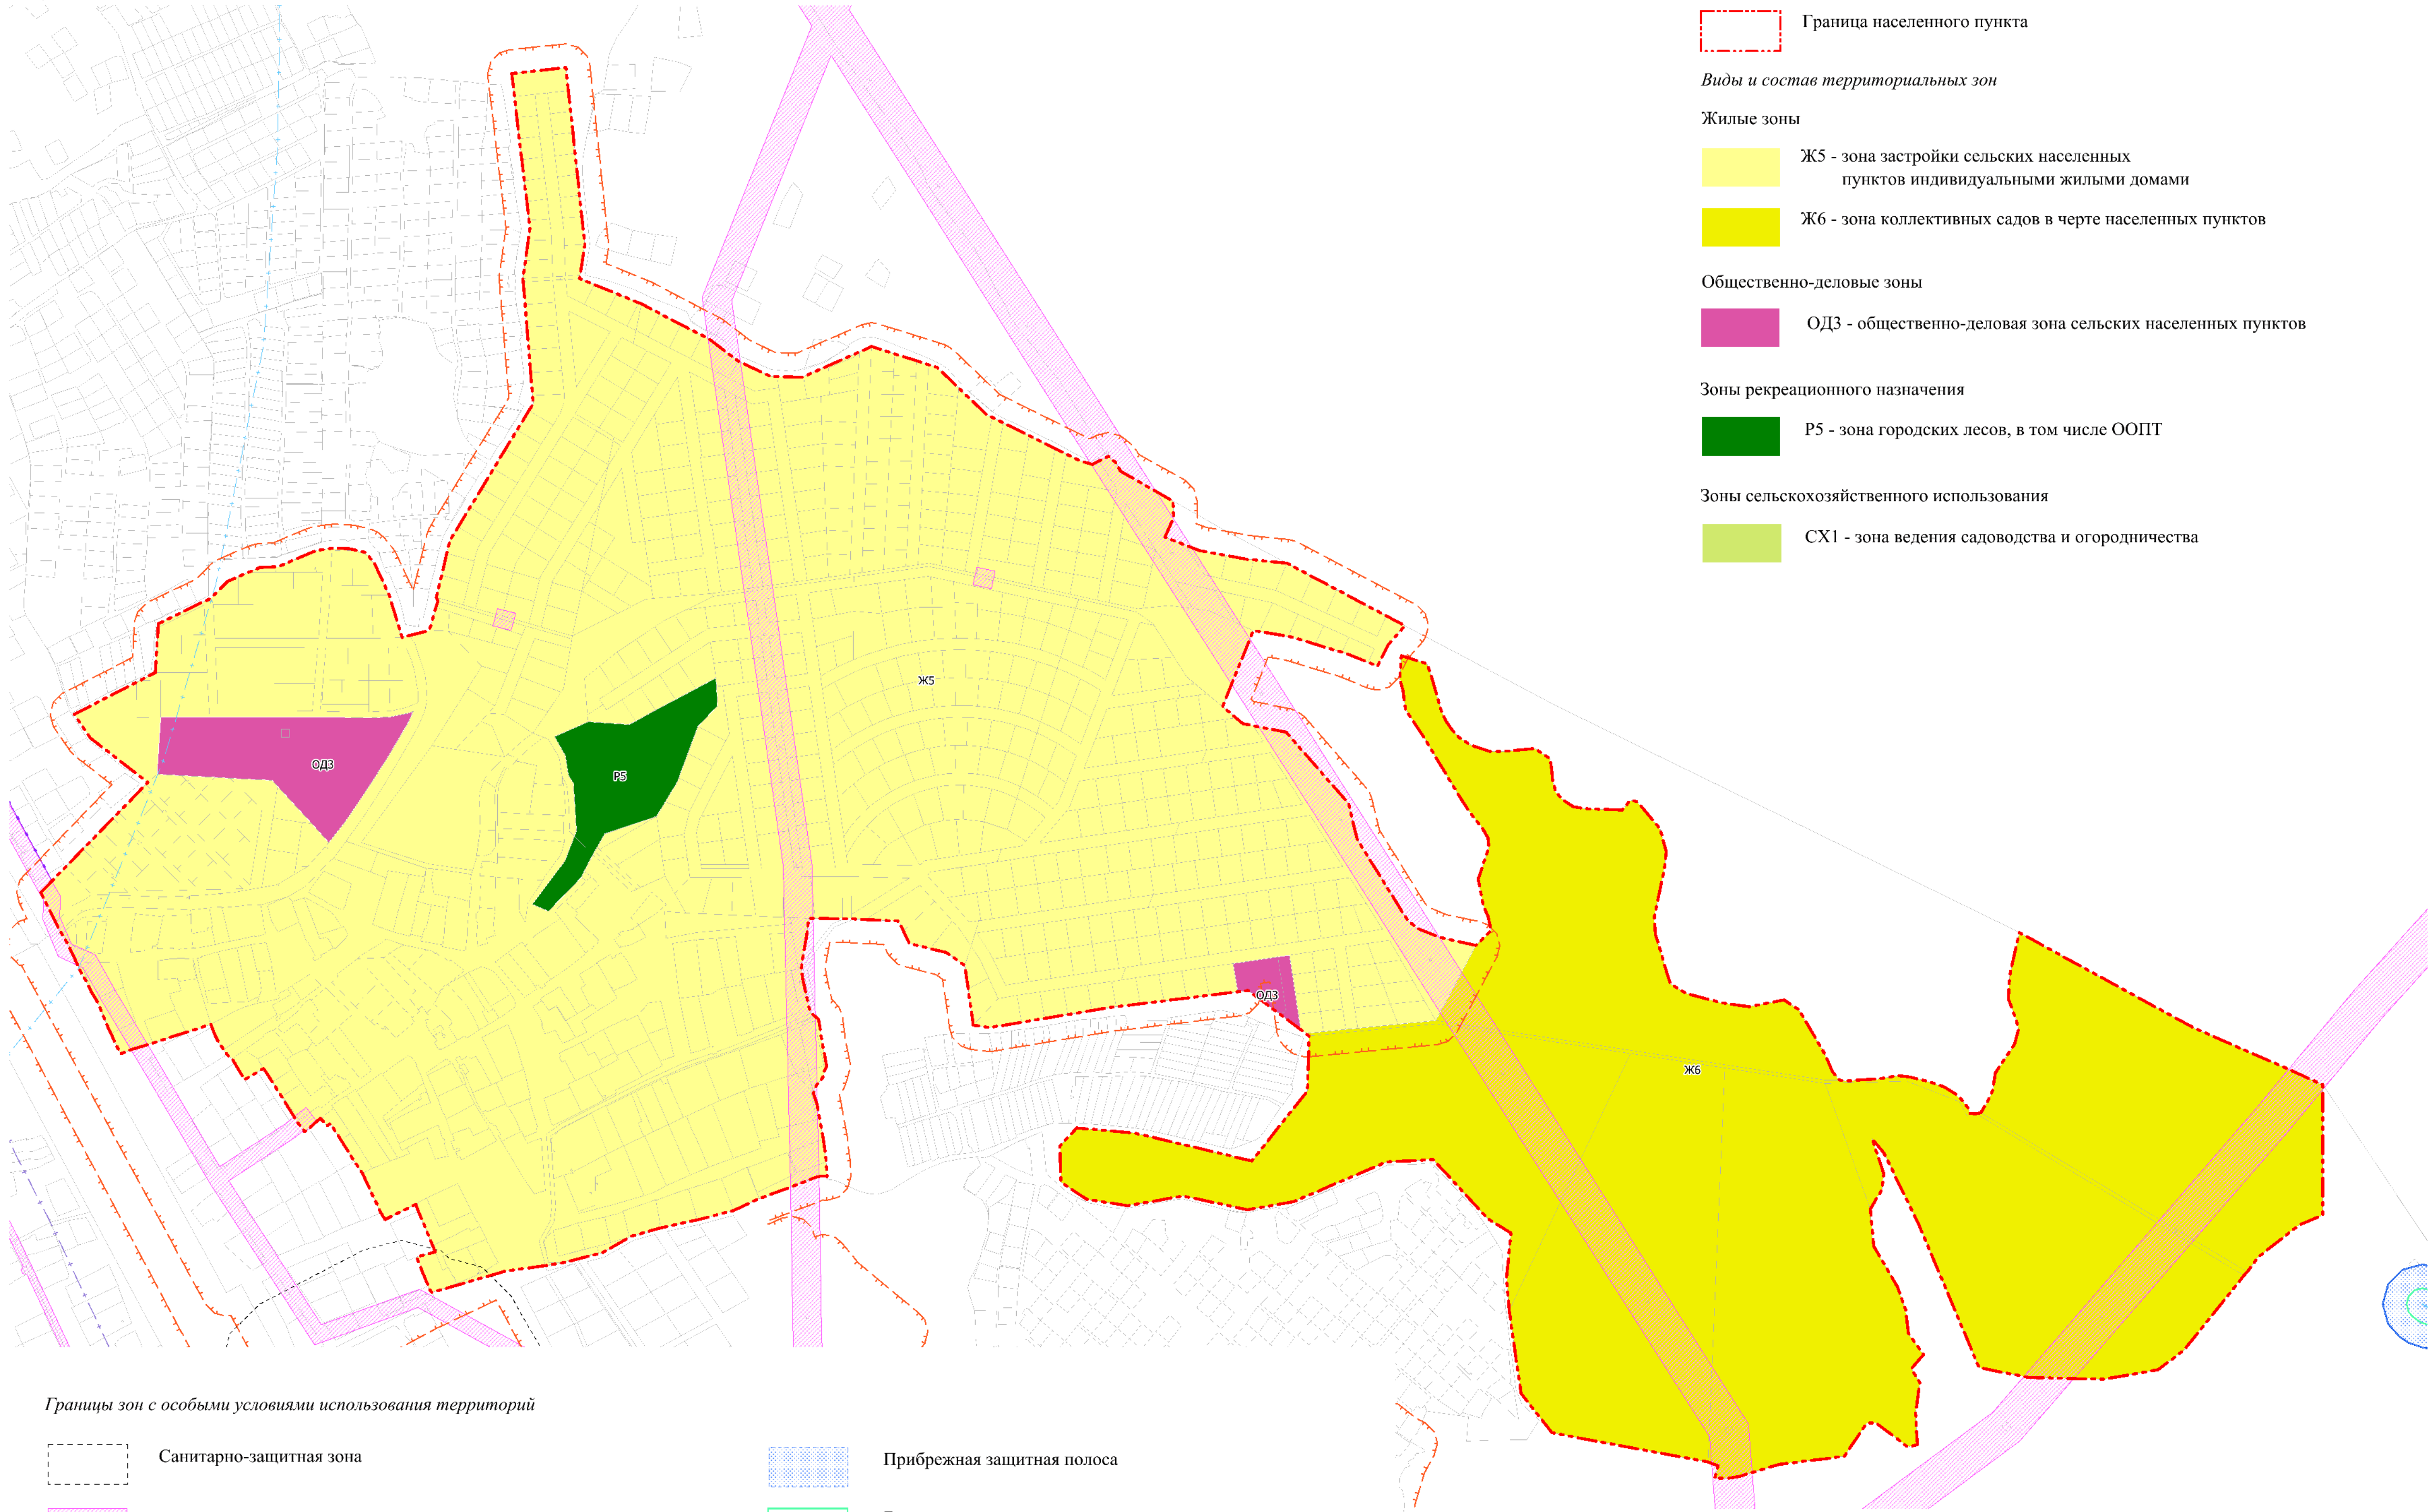 Граница населенного пункта
Виды и состав территориальных зон
Жилые зоны
Ж5 - зона застройки сельских населенных
пунктов индивидуальными жилыми домами
Ж6 - зона коллективных садов в черте населенных пунктов
Общественно-деловые зоны
ОД3 - общественно-деловая зона сельских населенных пунктов
Зоны рекреационного назначения
Р5 - зона городских лесов, в том числе ООПТ
Зоны сельскохозяйственного использования
СХ1 - зона ведения садоводства и огородничества
Ж5
ОД3
Р5
ОД3
Ж6
Границы зон с особыми условиями использования территорий
Санитарно-защитная зона
Прибрежная защитная полоса